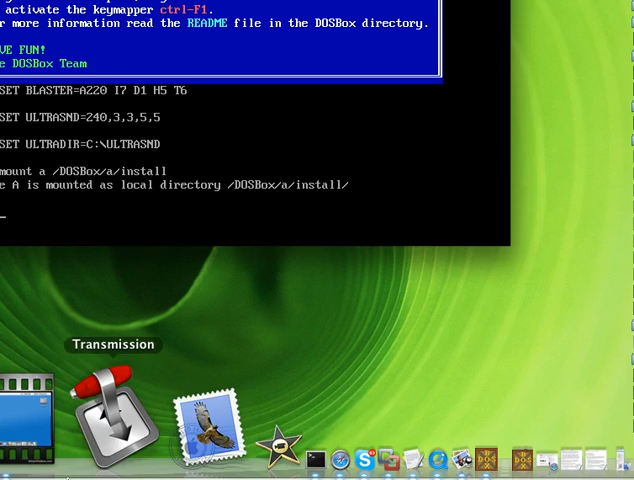 activate the keymapper ctrl-F1.
r more information read the README file in the DOSBox directory.
VE FUN!
e DOSBox Team
SET BLASTER=A220 I7 D1 H5 T6
SET ULTRASND=240,3,3,5,5
SET ULTRADIR=C:\ULTRASND
mount a /DOSBox/a/install
e A is mounted as local directory /DOSBox/a/install/
Transmission